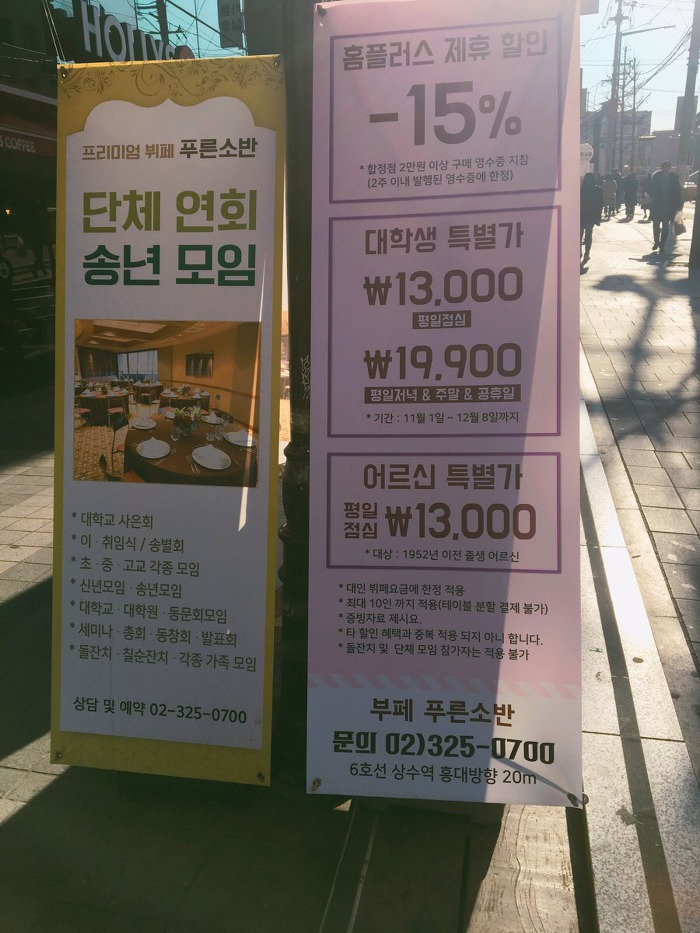 HOLLYS
S COFFEE
프리미엄 뷔페 푸른소반
단체 연회
송년 모임
* 대학교 사은회
* 이 · 취임식 / 송별회
* 초 · 중 · 고교 각종 모임
* 신년모임 · 송년모임
* 대학교 · 대학원 · 동문회모임
* 세미나 · 총회 · 동창회 · 발표회
* 돌잔치 · 칠순잔치 · 각종 가족 모임
상담 및 예약 02-325-0700
홈플러스 제휴 할인
-15%
* 합정점 2만원 이상 구매 영수증 지참
(2주 이내 발행된 영수증에 한정)
대학생 특별가
₩13,000
평일점심
₩19,900
평일저녁 & 주말 & 공휴일
* 기간 : 11월 1일 ~ 12월 8일까지
어르신 특별가
평일 점심 ₩13,000
* 대상 : 1952년 이전 출생 어르신
* 대인 뷔페요금에 한정 적용
* 최대 10인 까지 적용(테이블 분할 결제 불가)
* 증빙자료 제시요.
* 타 할인 혜택과 중복 적용 되지 아니 합니다.
* 돌잔치 및 단체 모임 참가자는 적용 불가
부페 푸른소반
문의 02)325-0700
6호선 상수역 홍대방향 20m